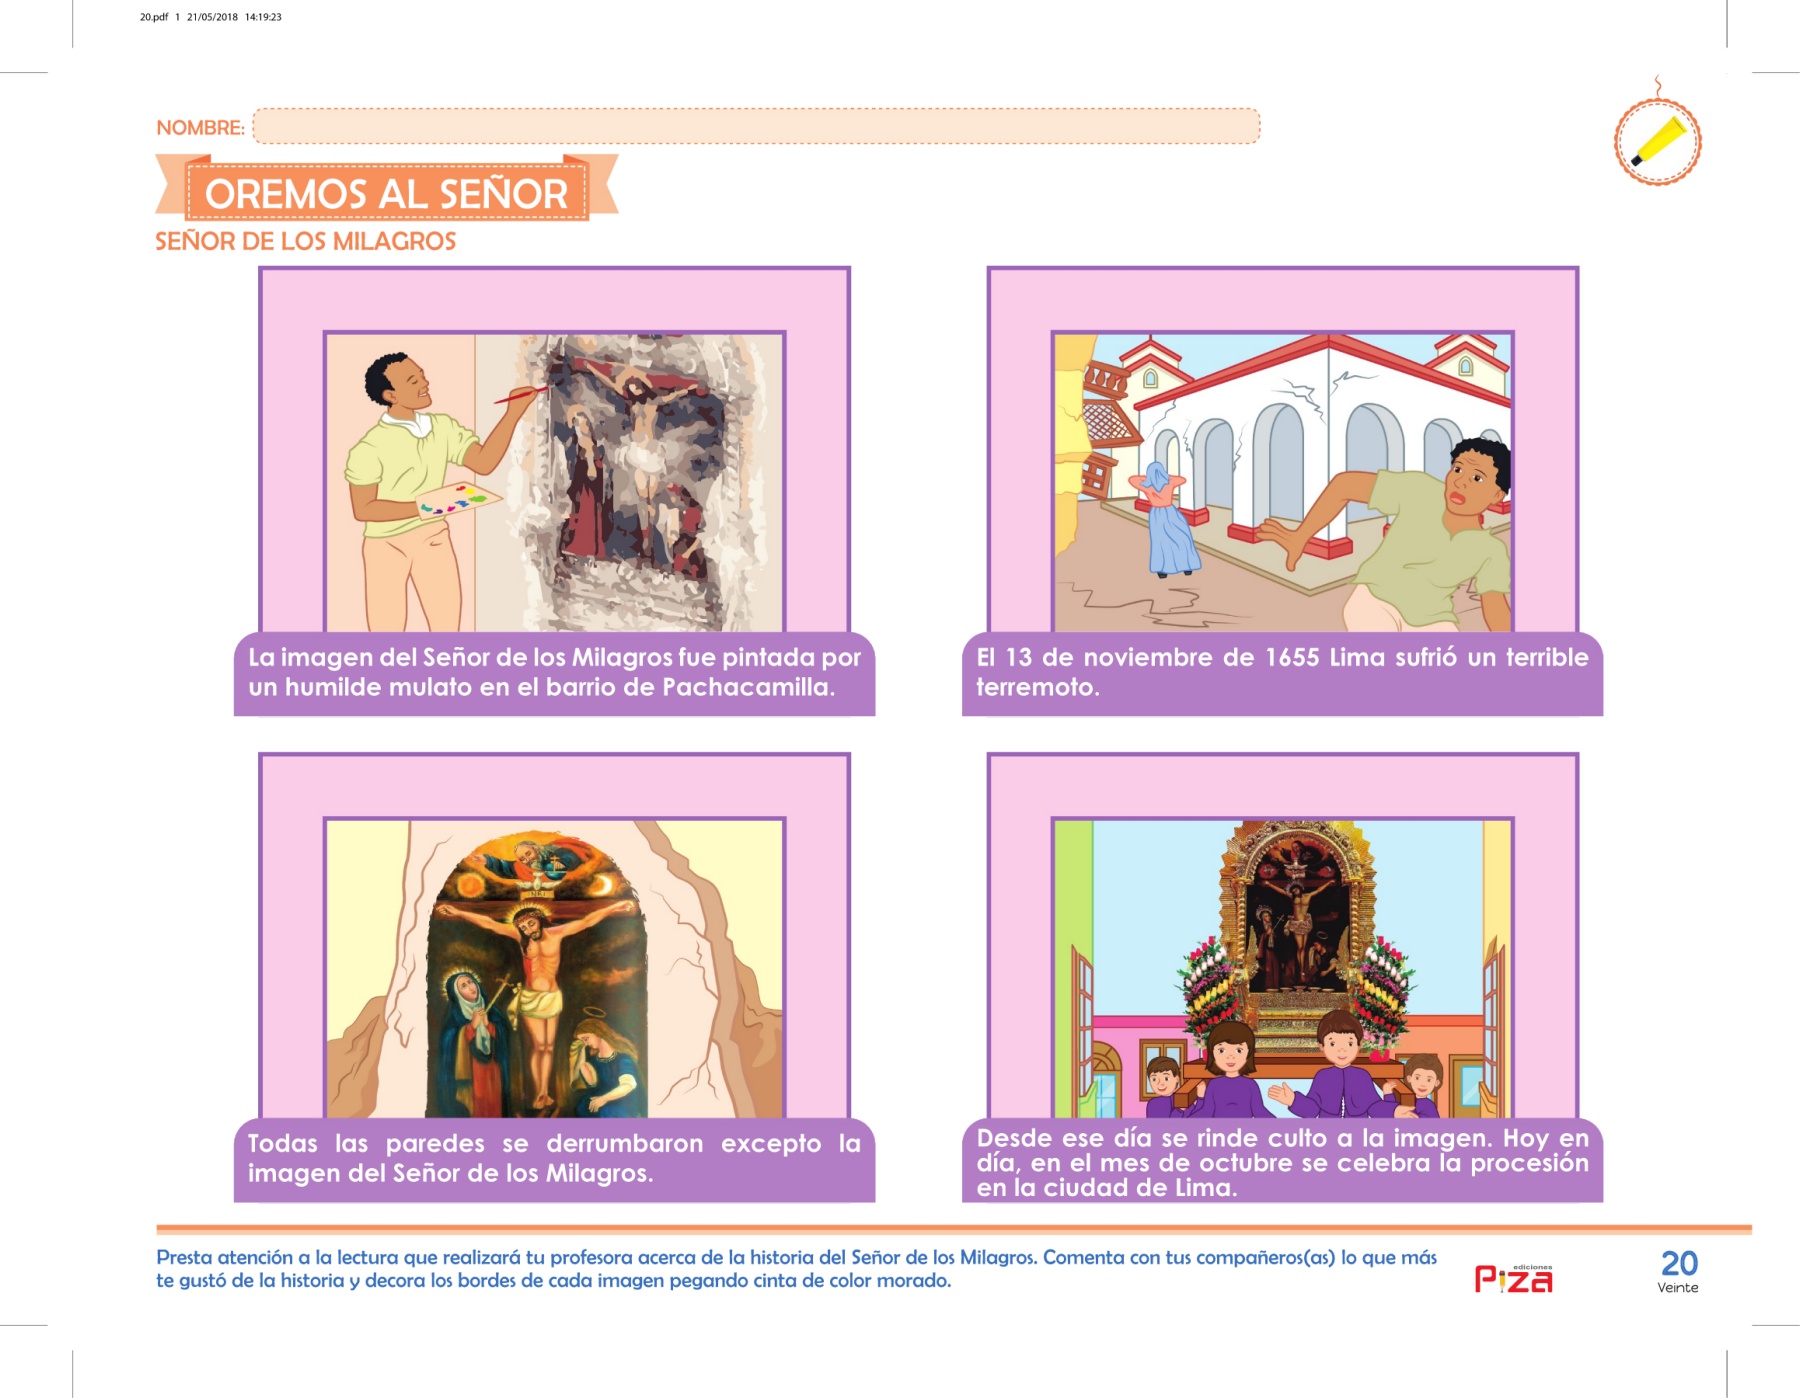 20.pdf 1 21/05/2018 14:19:23
NOMBRE:
OREMOS AL SEÑOR
SEÑOR DE LOS MILAGROS
La imagen del Señor de los Milagros fue pintada por
un humilde mulato en el barrio de Pachacamilla.
El 13 de noviembre de 1655 Lima sufrió un terrible
terremoto.
Todas las paredes se derrumbaron excepto la
imagen del Señor de los Milagros.
Desde ese día se rinde culto a la imagen. Hoy en
día, en el mes de octubre se celebra la procesión
en la ciudad de Lima.
Presta atención a la lectura que realizará tu profesora acerca de la historia del Señor de los Milagros. Comenta con tus compañeros(as) lo que más
te gustó de la historia y decora los bordes de cada imagen pegando cinta de color morado.
ediciones
Piza
20
Veinte